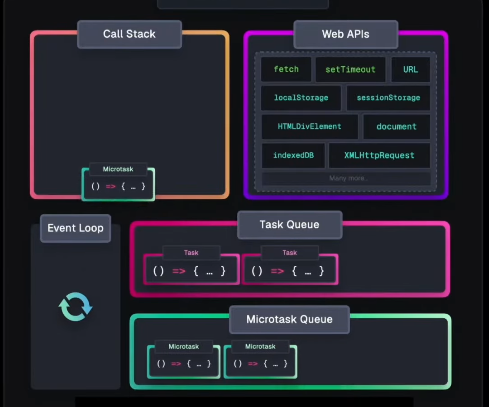 Call Stack
Web APIs
fetch
setTimeout
URL
localStorage
sessionStorage
HTMLDivElement
document
indexedDB
XMLHttpRequest
Many more...
Microtask
() => { … }
Event Loop
Task Queue
Task
() => { … }
Task
() => { … }
Microtask Queue
Microtask
() => { … }
Microtask
() => { … }